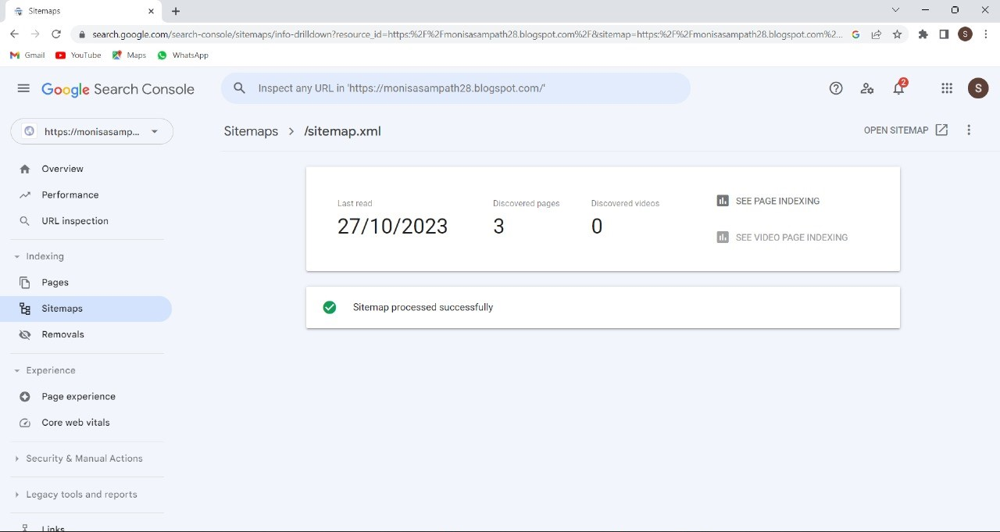 Sitemaps
search.google.com/search-console/sitemaps/info-drilldown?resource_id=https:%2F%2Fmonisasampath28.blogspot.com%2F&sitemap=https:%2F%2Fmonisasampath28.blogspot.com%2...
G
S
Gmail
YouTube
Maps
WhatsApp
Google Search Console
Inspect any URL in 'https://monisasampath28.blogspot.com/'
2
S
https://monisasamp...
Sitemaps > /sitemap.xml
OPEN SITEMAP
Overview
Performance
URL inspection
Indexing
Pages
Sitemaps
Removals
Experience
Page experience
Core web vitals
Security & Manual Actions
Legacy tools and reports
Links
Last read
27/10/2023
Discovered pages
3
Discovered videos
0
SEE PAGE INDEXING
SEE VIDEO PAGE INDEXING
Sitemap processed successfully